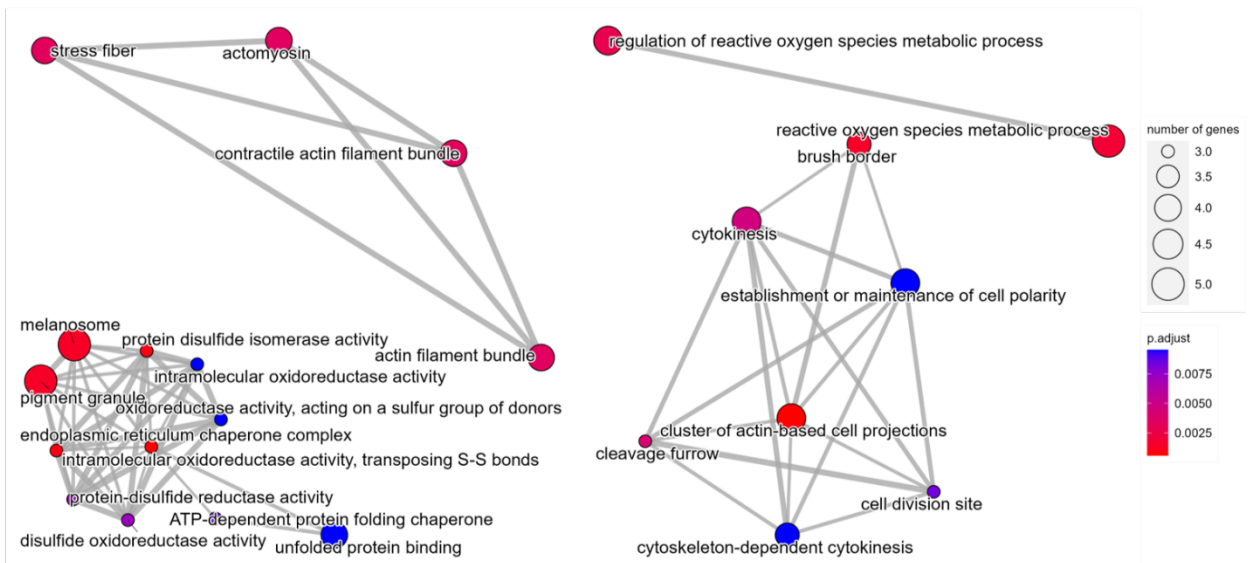 stress fiber
actomyosin
contractile actin filament bundle
actin filament bundle
regulation of reactive oxygen species metabolic process
reactive oxygen species metabolic process
brush border
cytokinesis
establishment or maintenance of cell polarity
cluster of actin-based cell projections
cleavage furrow
cell division site
cytoskeleton-dependent cytokinesis
melanosome
protein disulfide isomerase activity
intramolecular oxidoreductase activity
pigment granule
oxidoreductase activity, acting on a sulfur group of donors
endoplasmic reticulum chaperone complex
intramolecular oxidoreductase activity, transposing S-S bonds
protein-disulfide reductase activity
ATP-dependent protein folding chaperone
disulfide oxidoreductase activity
unfolded protein binding
number of genes
3.0
3.5
4.0
4.5
5.0
p.adjust
0.0075
0.0050
0.0025